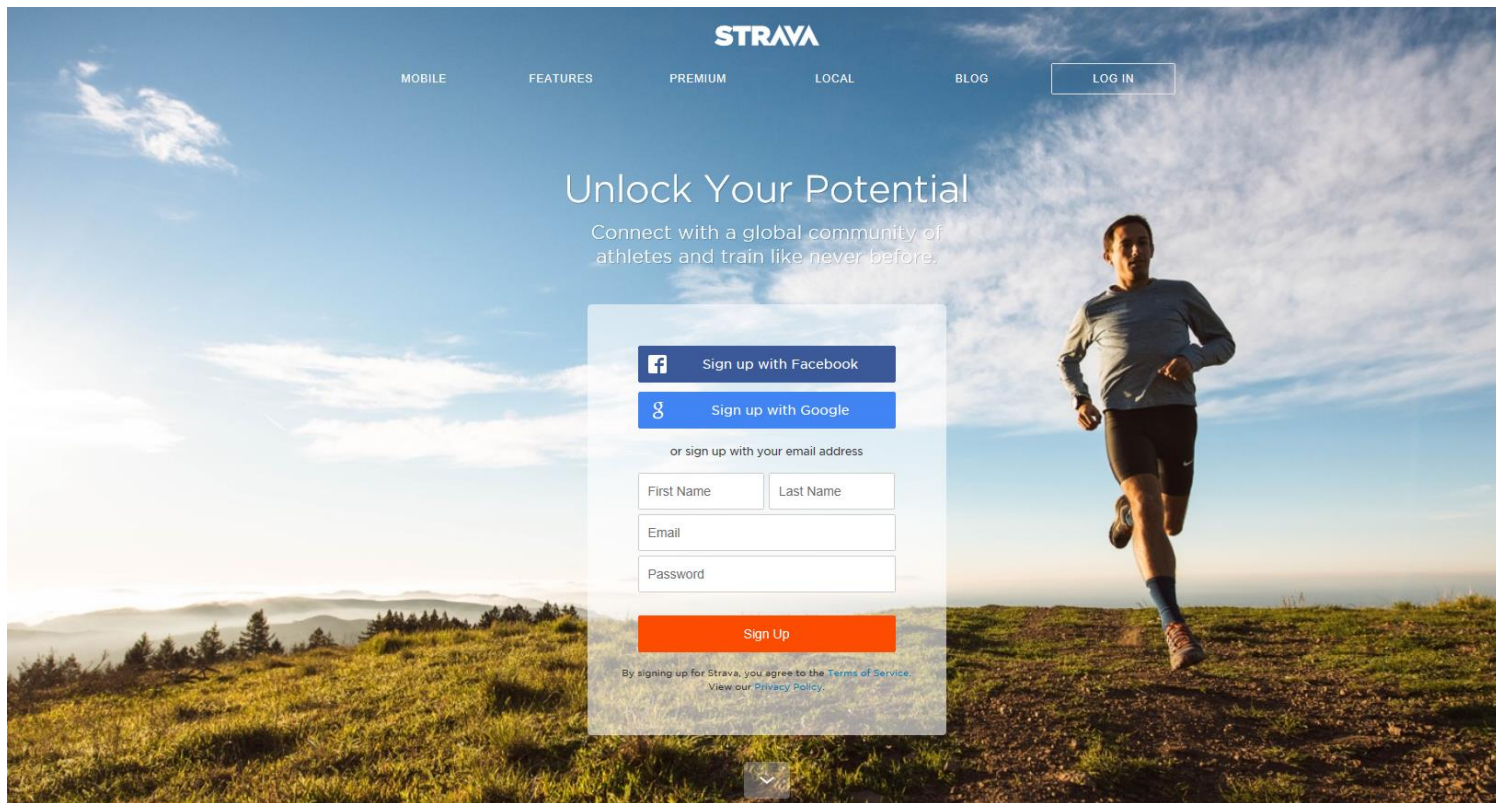 STRAVA
MOBILE FEATURES PREMIUM LOCAL BLOG LOG IN
Unlock Your Potential
Connect with a global community of
athletes and train like never before.
Sign up with Facebook
Sign up with Google
or sign up with your email address
First Name Last Name
Email
Password
Sign Up
By signing up for Strava, you agree to the Terms of Service.
View our Privacy Policy.